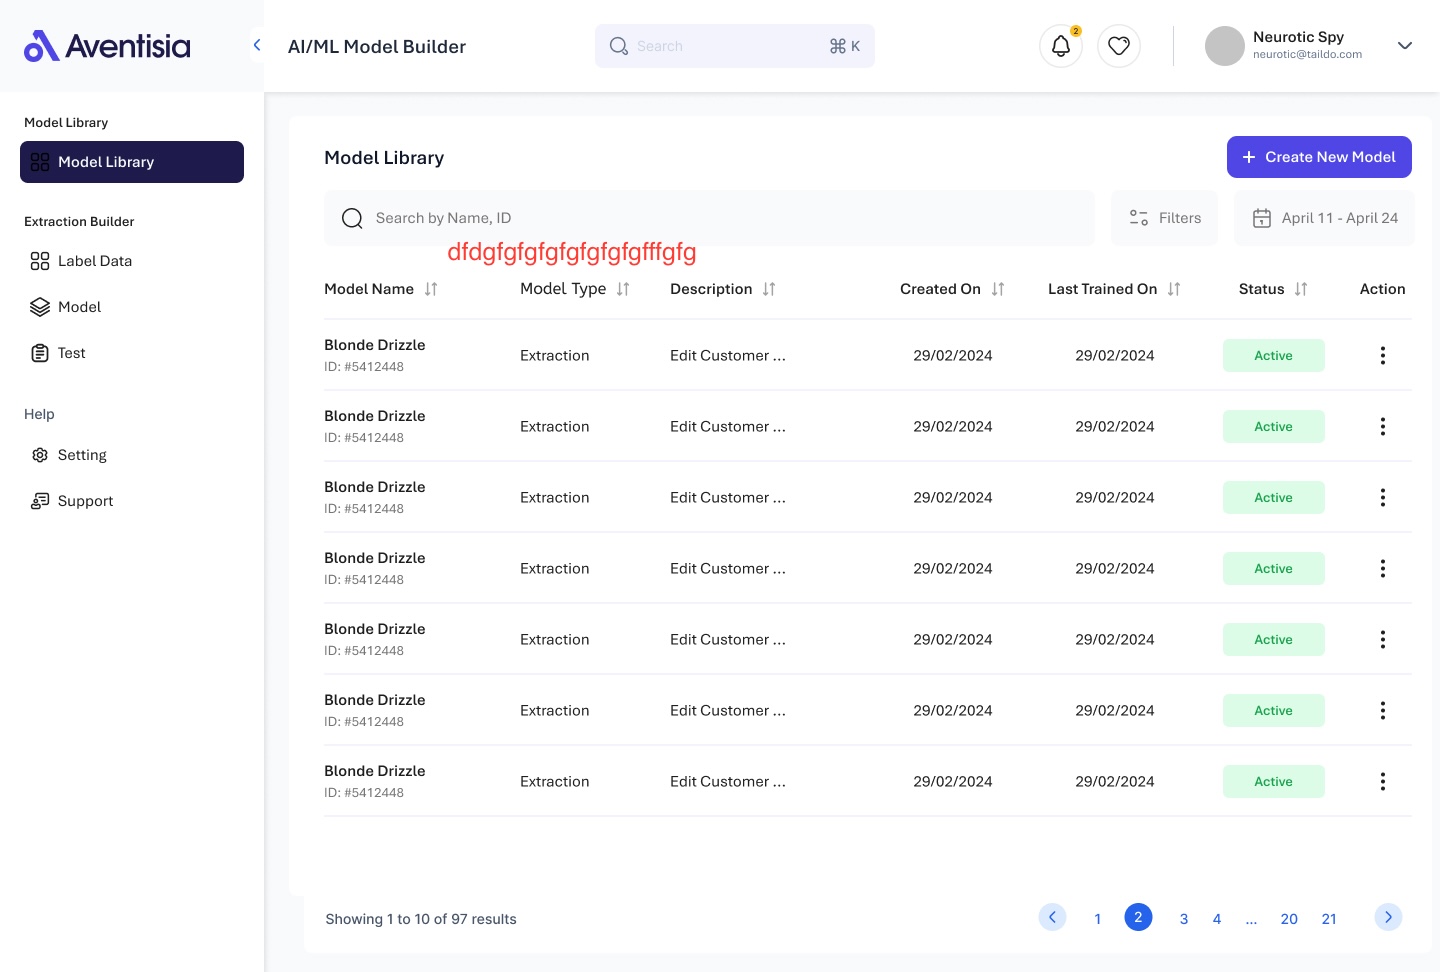 Aventisia
AI/ML Model Builder
Search
⌘ K
2
Neurotic Spy
neurotic@taildo.com
Model Library
Model Library
Extraction Builder
Label Data
Model
Test
Help
Setting
Support
Model Library
+ Create New Model
Search by Name, ID
Filters
April 11 - April 24
dfdgfgfgfgfgfgfgfgfffgfg
Model Name Model Type Description Created On Last Trained On Status Action
Blonde Drizzle
ID: #5412448
Extraction Edit Customer ... 29/02/2024 29/02/2024 Active
Blonde Drizzle
ID: #5412448
Extraction Edit Customer ... 29/02/2024 29/02/2024 Active
Blonde Drizzle
ID: #5412448
Extraction Edit Customer ... 29/02/2024 29/02/2024 Active
Blonde Drizzle
ID: #5412448
Extraction Edit Customer ... 29/02/2024 29/02/2024 Active
Blonde Drizzle
ID: #5412448
Extraction Edit Customer ... 29/02/2024 29/02/2024 Active
Blonde Drizzle
ID: #5412448
Extraction Edit Customer ... 29/02/2024 29/02/2024 Active
Blonde Drizzle
ID: #5412448
Extraction Edit Customer ... 29/02/2024 29/02/2024 Active
Showing 1 to 10 of 97 results
1 2 3 4 ... 20 21